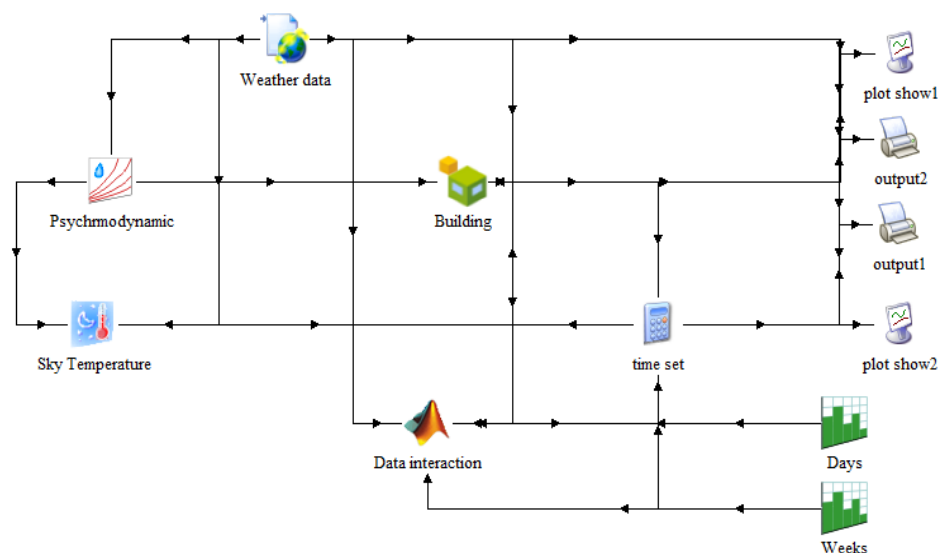 Weather data
plot show1
output2
Psychrmodynamic
Building
output1
Sky Temperature
time set
plot show2
Data interaction
Days
Weeks